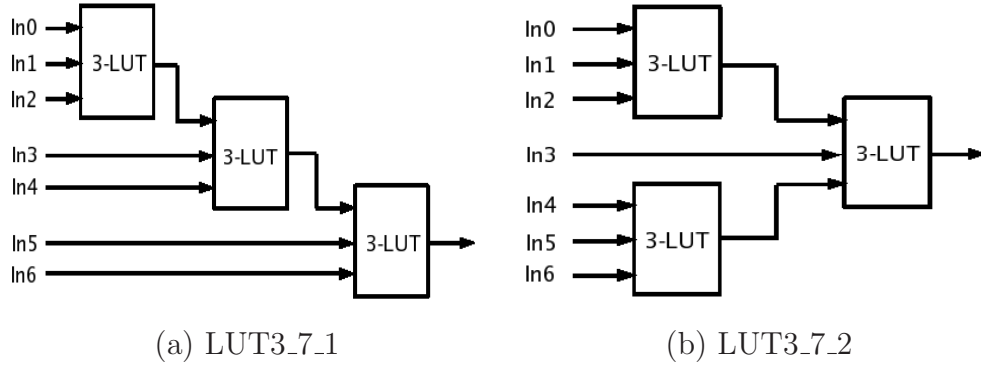 In0
In1
3-LUT
In2
In3
3-LUT
In4
In5
3-LUT
In6
(a) LUT3_7_1
In0
In1
3-LUT
In2
In3
3-LUT
In4
In5
3-LUT
In6
(b) LUT3_7_2